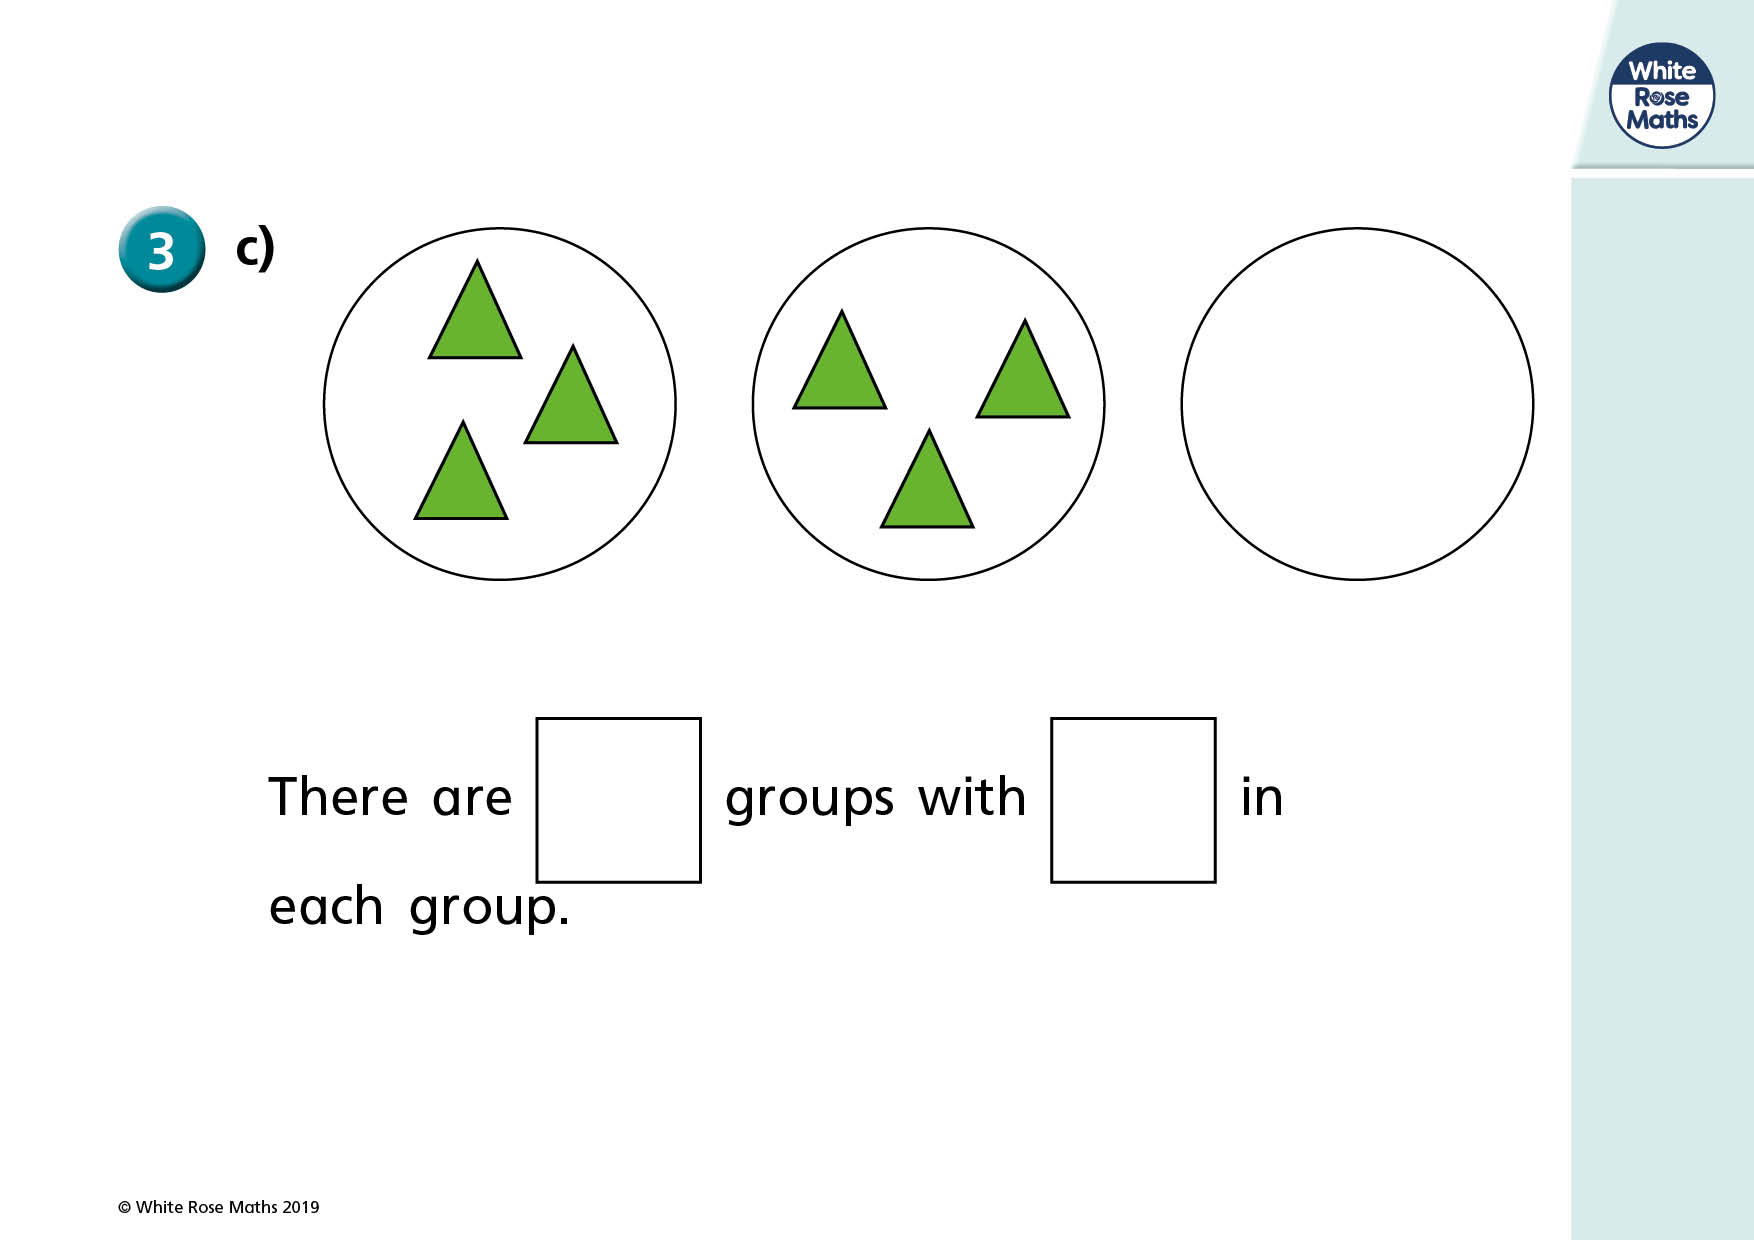 White
Rose
Maths
3 c)
There are groups with in
each group.
© White Rose Maths 2019